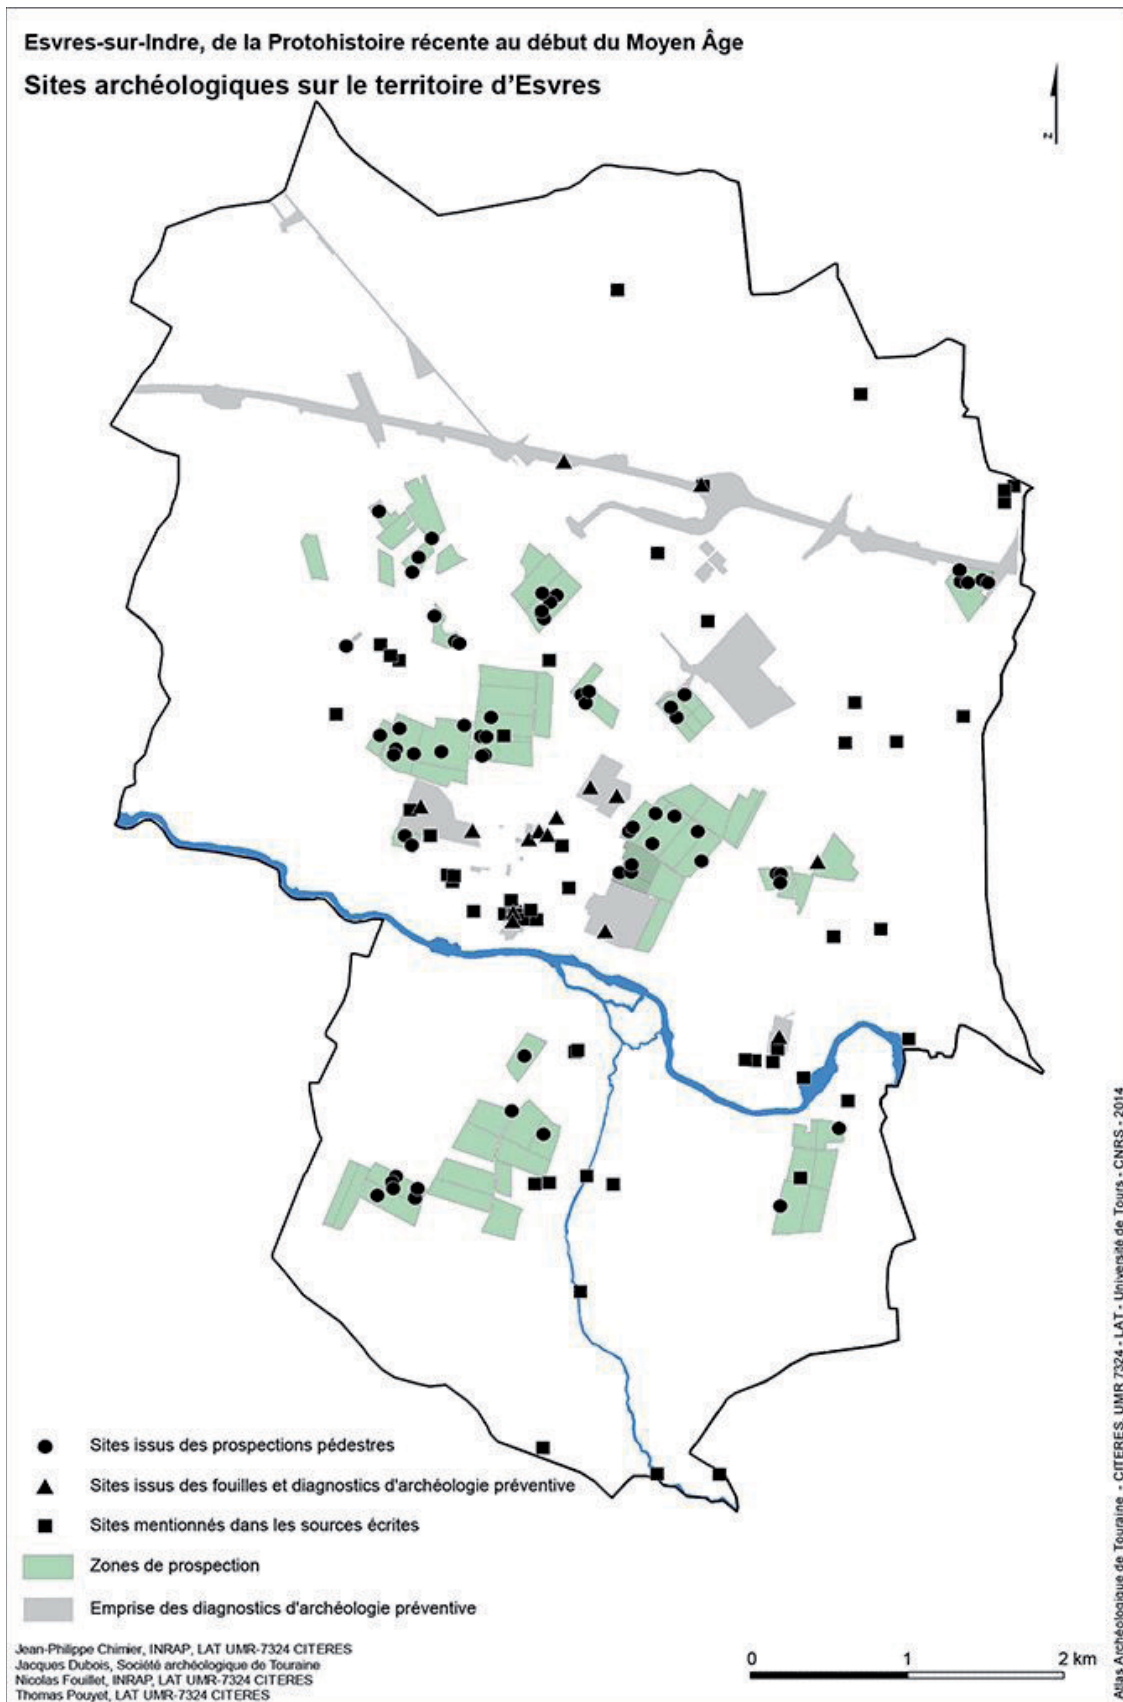 Esvres-sur-Indre, de la Protohistoire récente au début du Moyen Âge
Sites archéologiques sur le territoire d'Esvres
N
Sites issus des prospections pédestres
Sites issus des fouilles et diagnostics d'archéologie préventive
Sites mentionnés dans les sources écrites
Zones de prospection
Emprise des diagnostics d'archéologie préventive
Jean-Philippe Chimier, INRAP, LAT UMR-7324 CITERES
Jacques Dubois, Société archéologique de Touraine
Nicolas Fouillet, INRAP, LAT UMR-7324 CITERES
Thomas Pouyet, LAT UMR-7324 CITERES
0 1 2 km
Atlas Archéologique de Touraine - CITERES, UMR 7324 - LAT - Université de Tours - CNRS - 2014